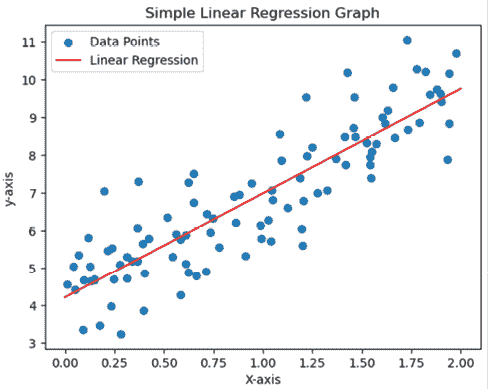 Simple Linear Regression Graph
Data Points
Linear Regression
y-axis
11
10
9
8
7
6
5
4
3
0.00 0.25 0.50 0.75 1.00 1.25 1.50 1.75 2.00
X-axis